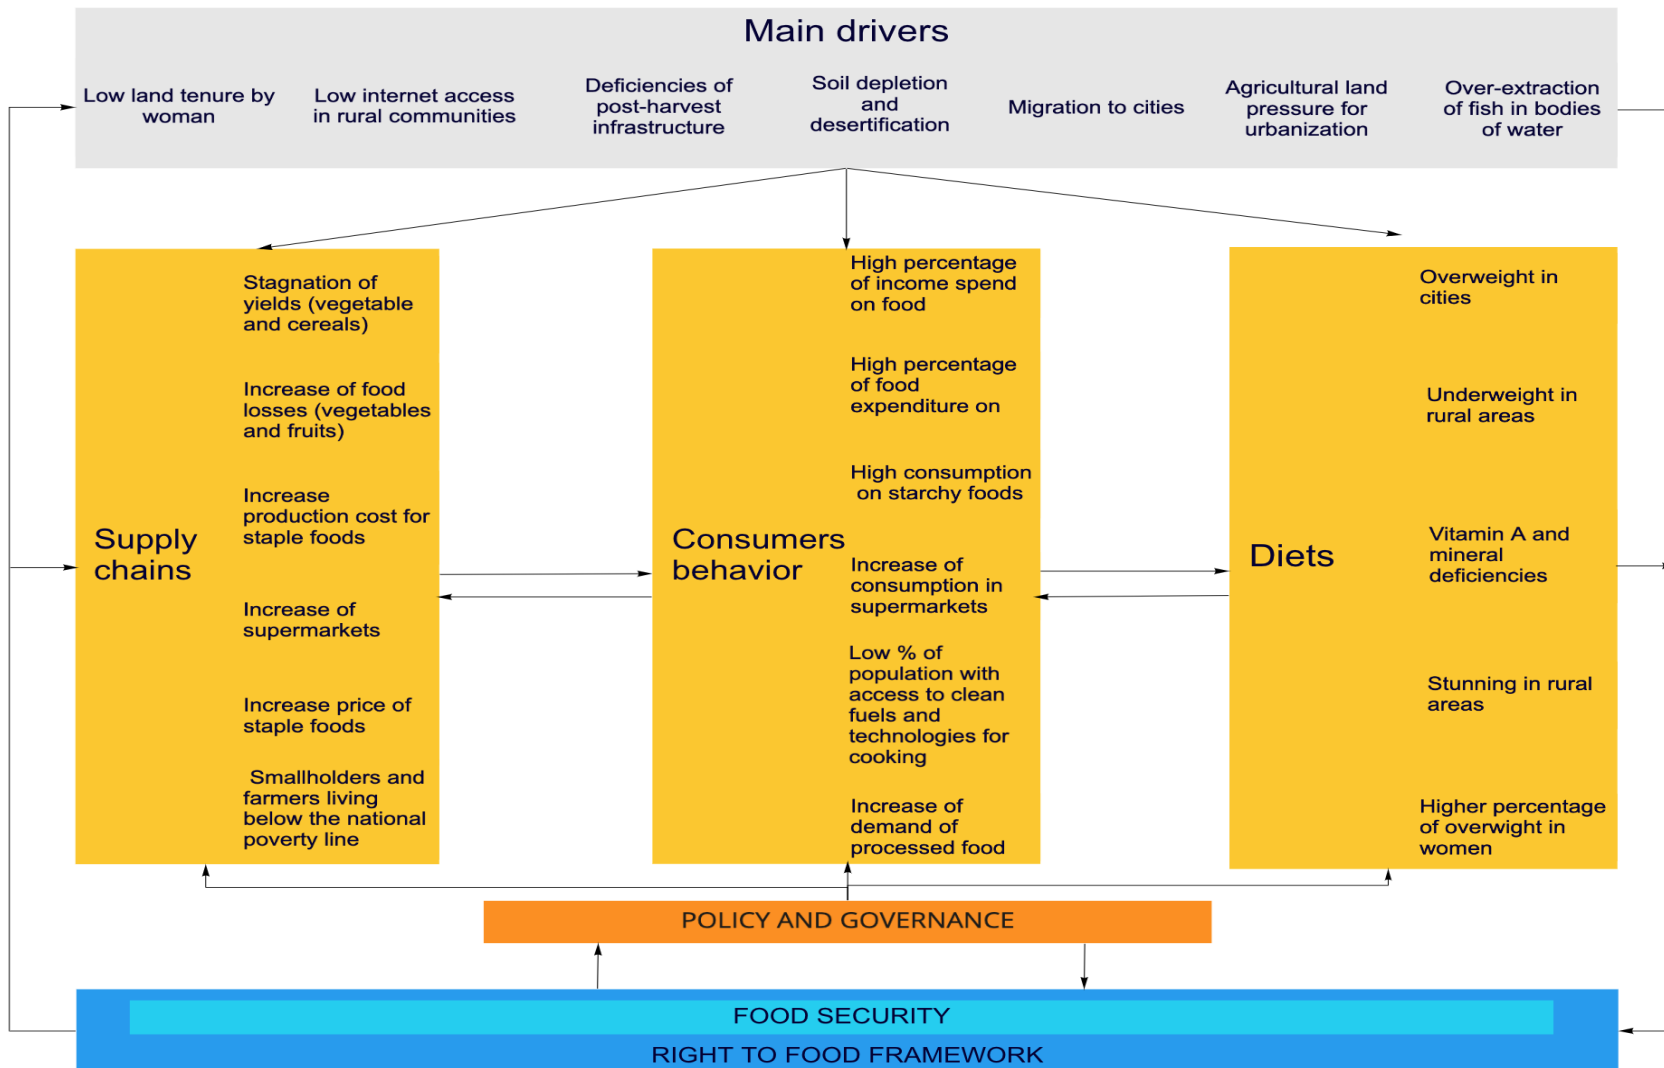 Main drivers
Low land tenure by
woman
Low internet access
in rural communities
Deficiencies of
post-harvest
infrastructure
Soil depletion
and
desertification
Migration to cities
Agricultural land
pressure for
urbanization
Over-extraction
of fish in bodies
of water
Supply
chains
Stagnation of
yields (vegetable
and cereals)
Increase of food
losses (vegetables
and fruits)
Increase
production cost for
staple foods
Increase of
supermarkets
Increase price of
staple foods
Smallholders and
farmers living
below the national
poverty line
Consumers
behavior
High percentage
of income spend
on food
High percentage
of food
expenditure on
High consumption
on starchy foods
Increase of
consumption in
supermarkets
Low % of
population with
access to clean
fuels and
technologies for
cooking
Increase of
demand of
processed food
Diets
Overweight in
cities
Underweight in
rural areas
Vitamin A and
mineral
deficiencies
Stunning in rural
areas
Higher percentage
of overwight in
women
POLICY AND GOVERNANCE
FOOD SECURITY
RIGHT TO FOOD FRAMEWORK